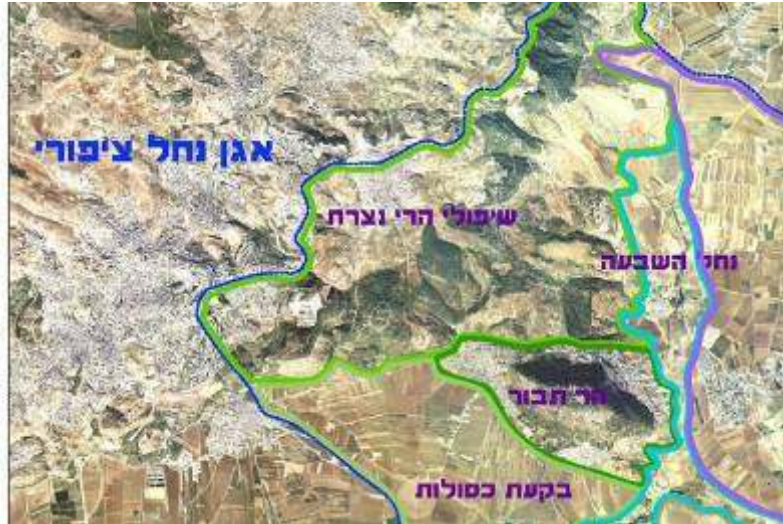 אגן נחל ציפורי
שיפולי הרי נצרת
נחל השבעה
הר תבור
בקעת כסולות